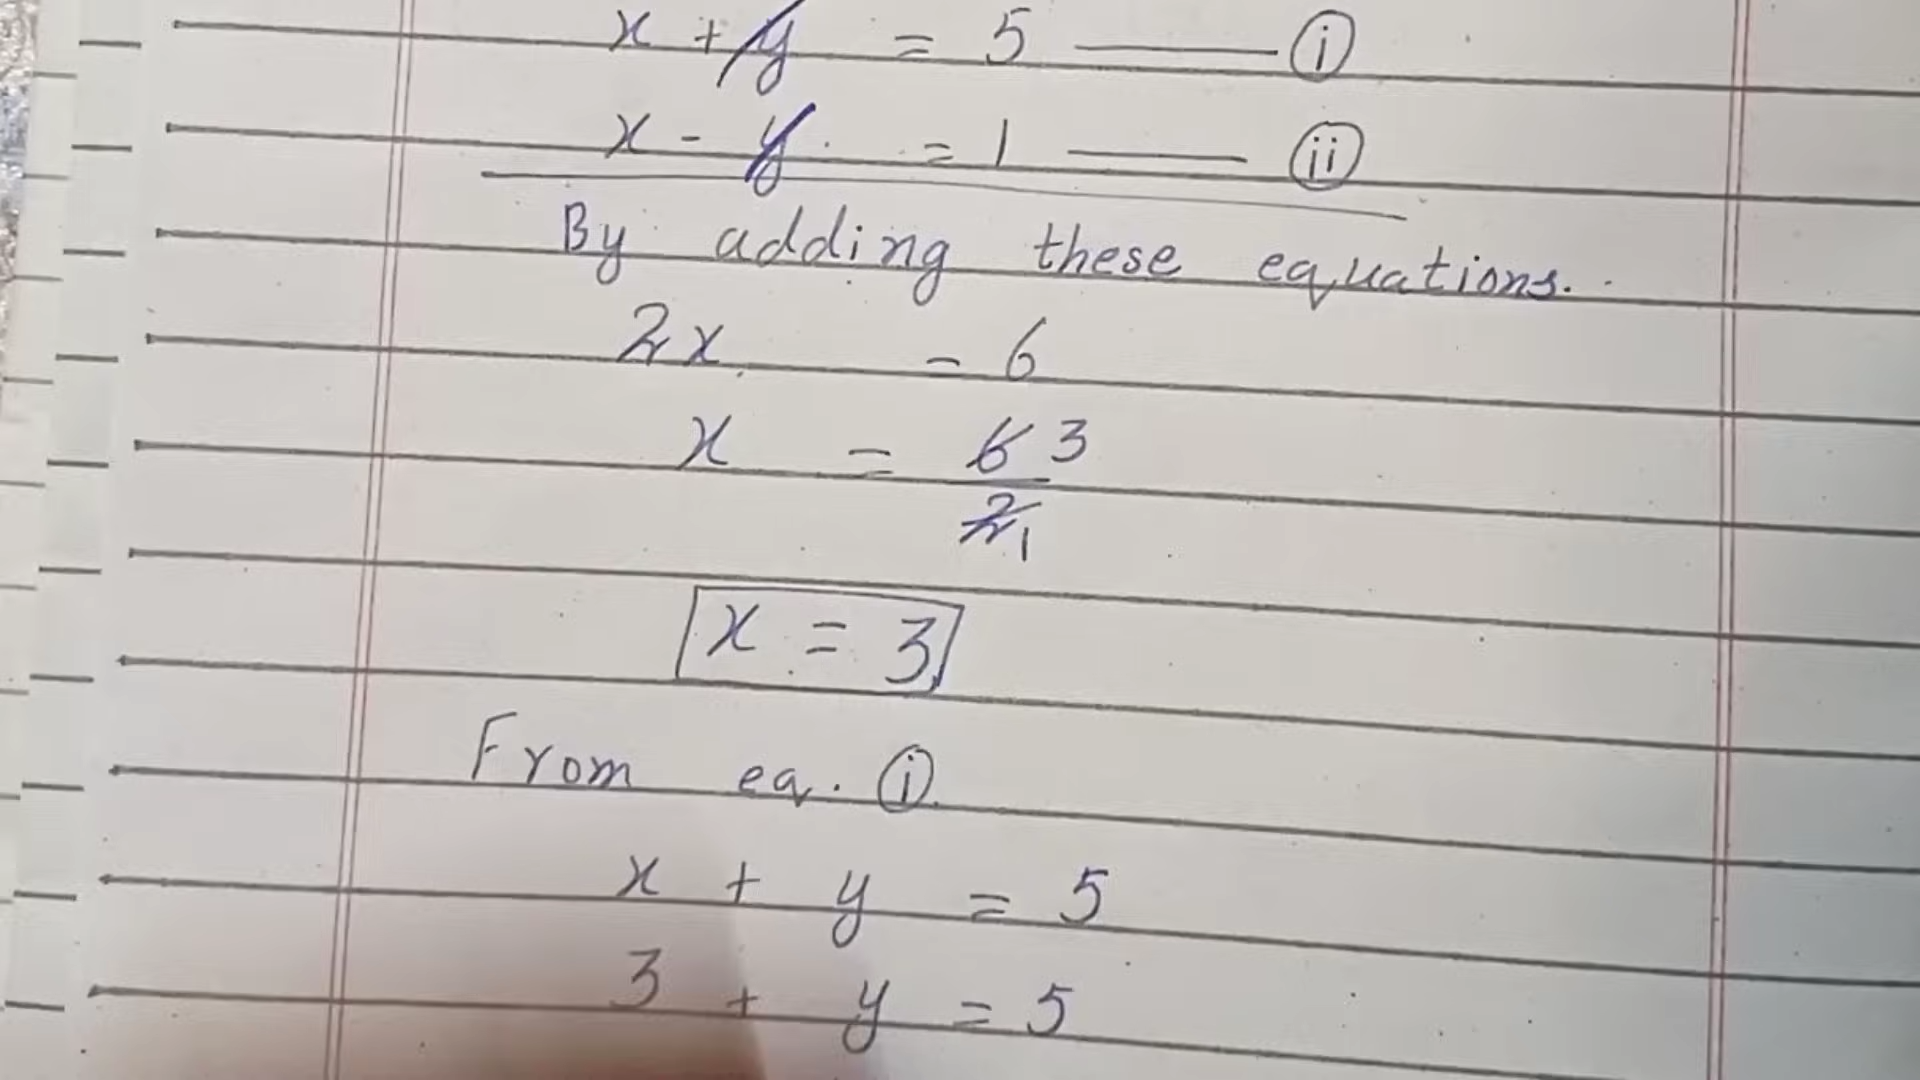 x + y = 5 ——— (i)
x - y = 1 ——— (ii)
By adding these equations.
2x = 6
x = 6 3
2 1
x = 3
From eq. (i)
x + y = 5
3 + y = 5